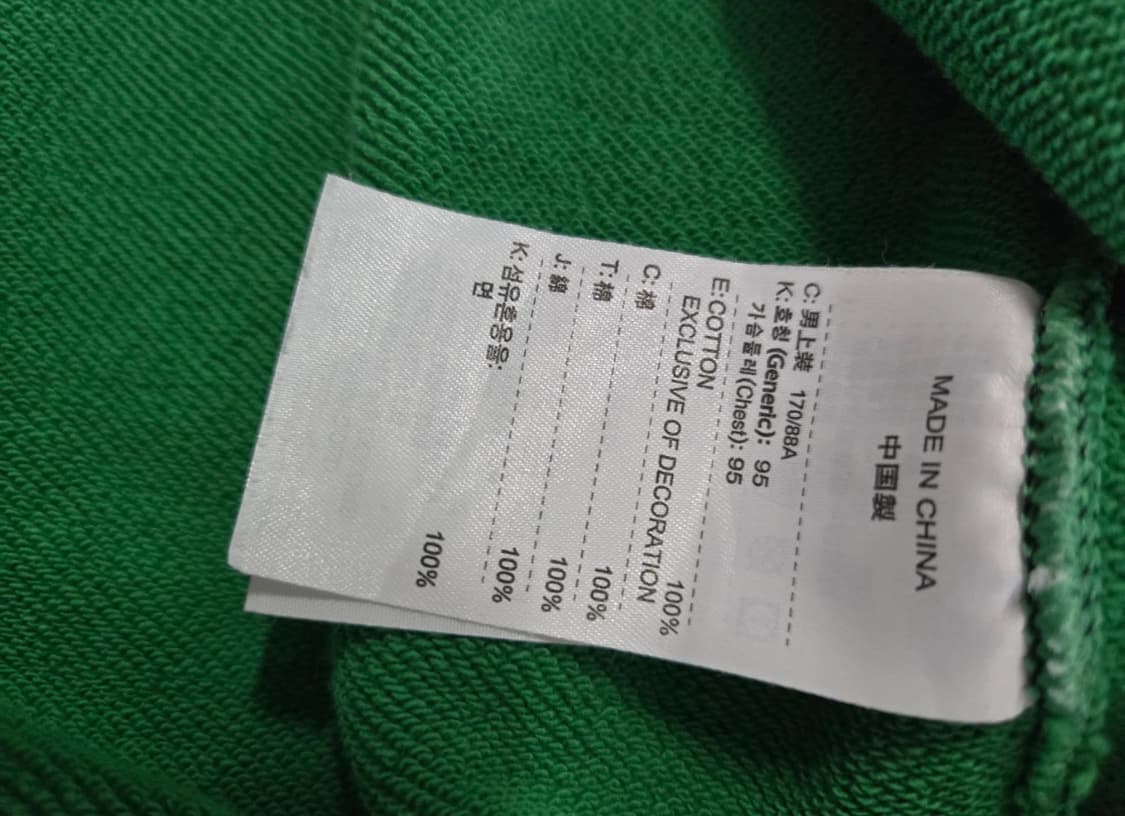 MADE IN CHINA
中国製
C: 男上装 170/88A
K: 호칭 (Generic): 95
가슴둘레 (Chest): 95
E: COTTON 100%
EXCLUSIVE OF DECORATION
C: 棉 100%
T: 棉 100%
J: 綿 100%
K: 섬유혼용율:
면 100%